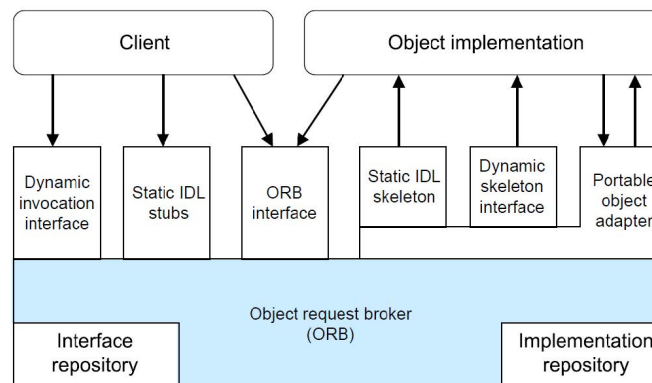 Client
Object implementation
Dynamic
invocation
interface
Static IDL
stubs
ORB
interface
Static IDL
skeleton
Dynamic
skeleton
interface
Portable
object
adapter
Object request broker
(ORB)
Interface
repository
Implementation
repository